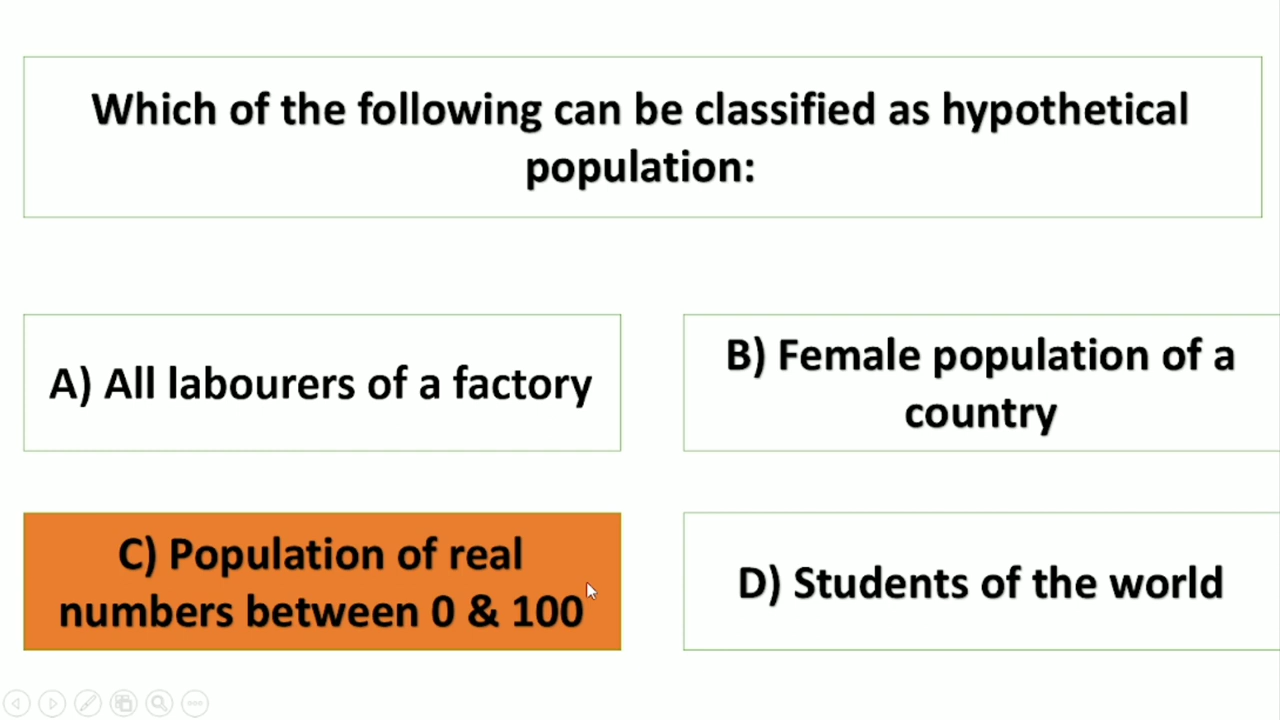 Which of the following can be classified as hypothetical
population:
A) All labourers of a factory
B) Female population of a
country
C) Population of real
numbers between 0 & 100
D) Students of the world